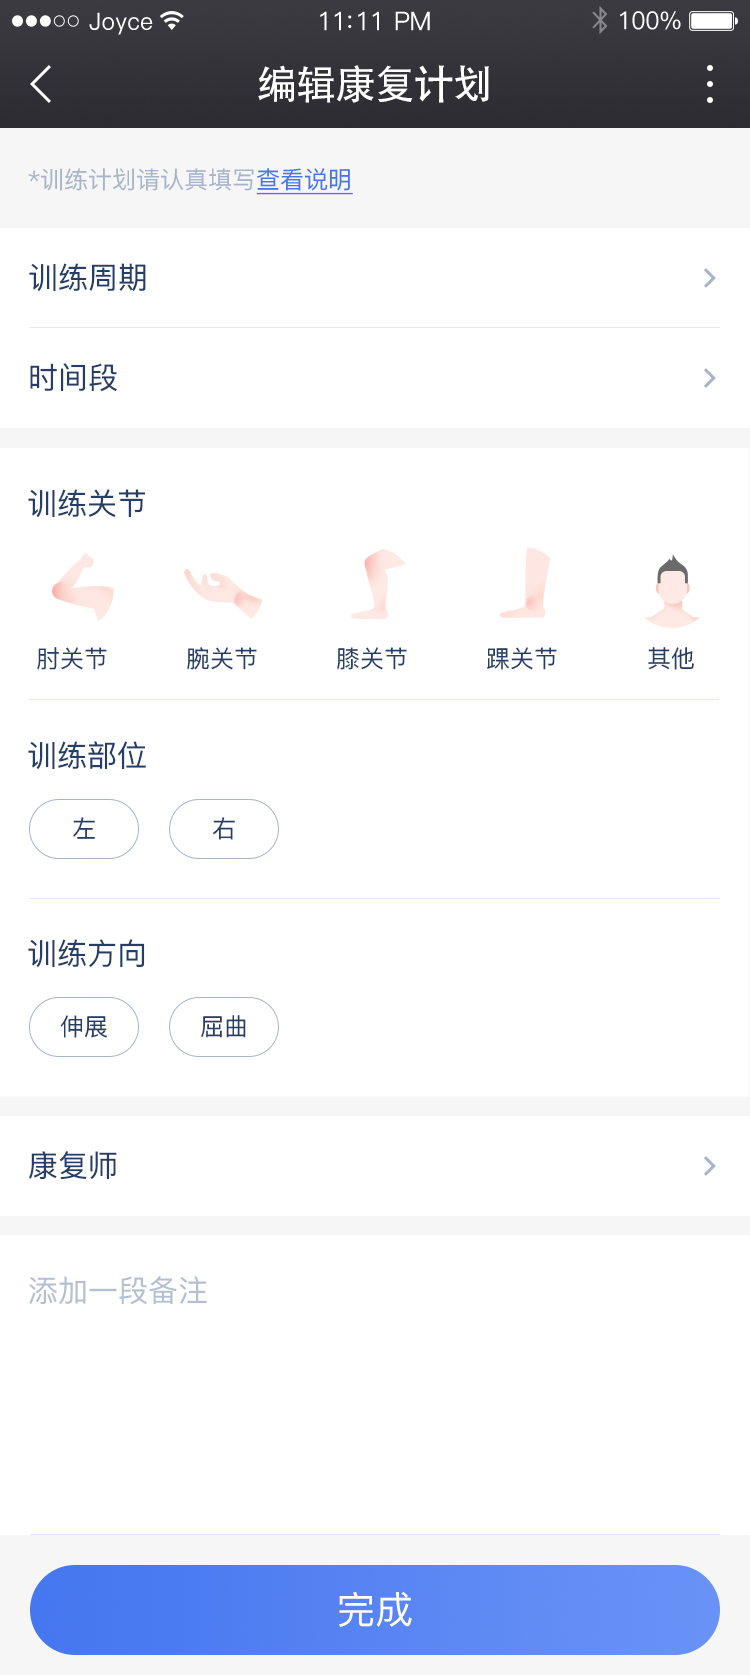 Joyce 11:11 PM 100%
编辑康复计划
*训练计划请认真填写查看说明
训练周期
时间段
训练关节
肘关节 腕关节 膝关节 踝关节 其他
训练部位
左 右
训练方向
伸展 屈曲
康复师
添加一段备注
完成